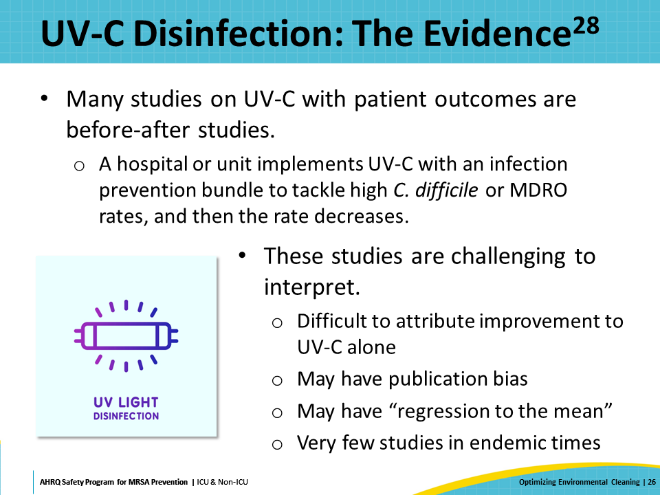 UV-C Disinfection: The Evidence28
• Many studies on UV-C with patient outcomes are
before-after studies.
o A hospital or unit implements UV-C with an infection
prevention bundle to tackle high C. difficile or MDRO
rates, and then the rate decreases.
• These studies are challenging to
interpret.
o Difficult to attribute improvement to
UV-C alone
o May have publication bias
o May have “regression to the mean”
o Very few studies in endemic times
UV LIGHT
DISINFECTION
AHRQ Safety Program for MRSA Prevention | ICU & Non-ICU
Optimizing Environmental Cleaning | 26